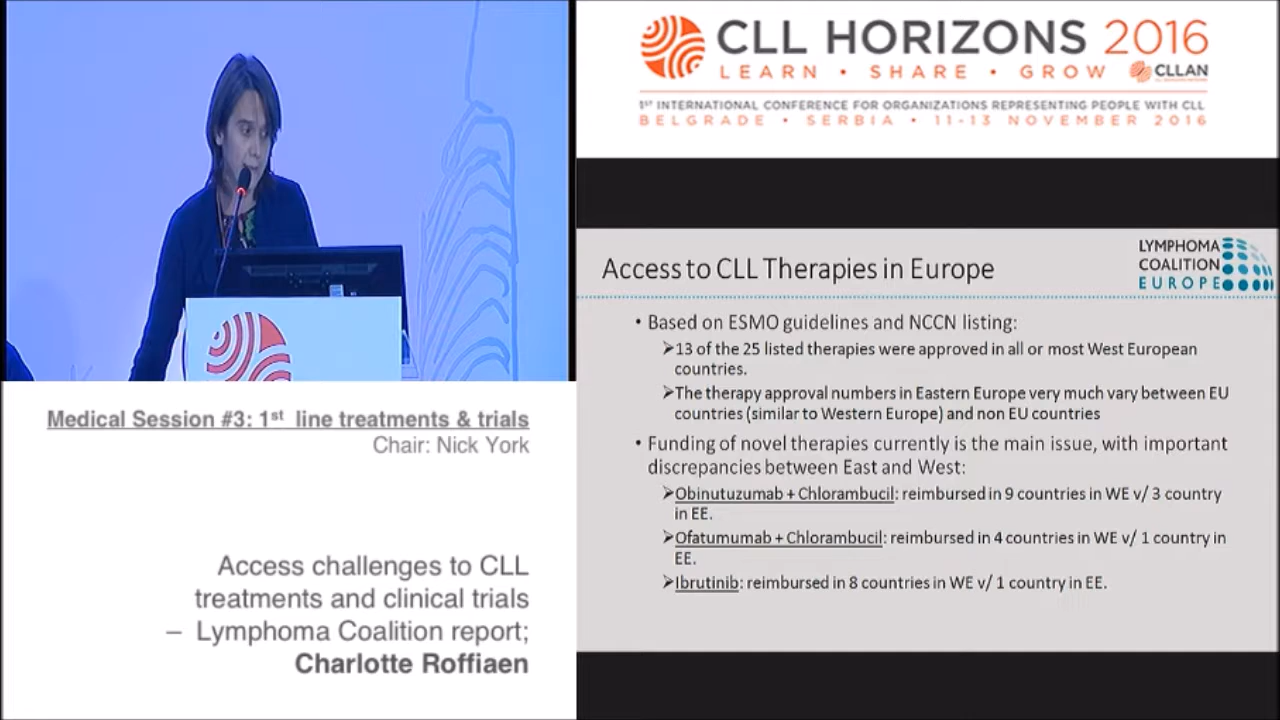 CLL HORIZONS 2016
LEARN • SHARE • GROW
CLLAN
1ST INTERNATIONAL CONFERENCE FOR ORGANIZATIONS REPRESENTING PEOPLE WITH CLL
BELGRADE • SERBIA • 11-13 NOVEMBER 2016
Medical Session #3: 1st line treatments & trials
Chair: Nick York
Access challenges to CLL
treatments and clinical trials
– Lymphoma Coalition report;
Charlotte Roffiaen
Access to CLL Therapies in Europe
LYMPHOMA
COALITION
EUROPE
• Based on ESMO guidelines and NCCN listing:
➢13 of the 25 listed therapies were approved in all or most West European
countries.
➢The therapy approval numbers in Eastern Europe very much vary between EU
countries (similar to Western Europe) and non EU countries
• Funding of novel therapies currently is the main issue, with important
discrepancies between East and West:
➢Obinutuzumab + Chlorambucil: reimbursed in 9 countries in WE v/ 3 country
in EE.
➢Ofatumumab + Chlorambucil: reimbursed in 4 countries in WE v/ 1 country in
EE.
➢Ibrutinib: reimbursed in 8 countries in WE v/ 1 country in EE.